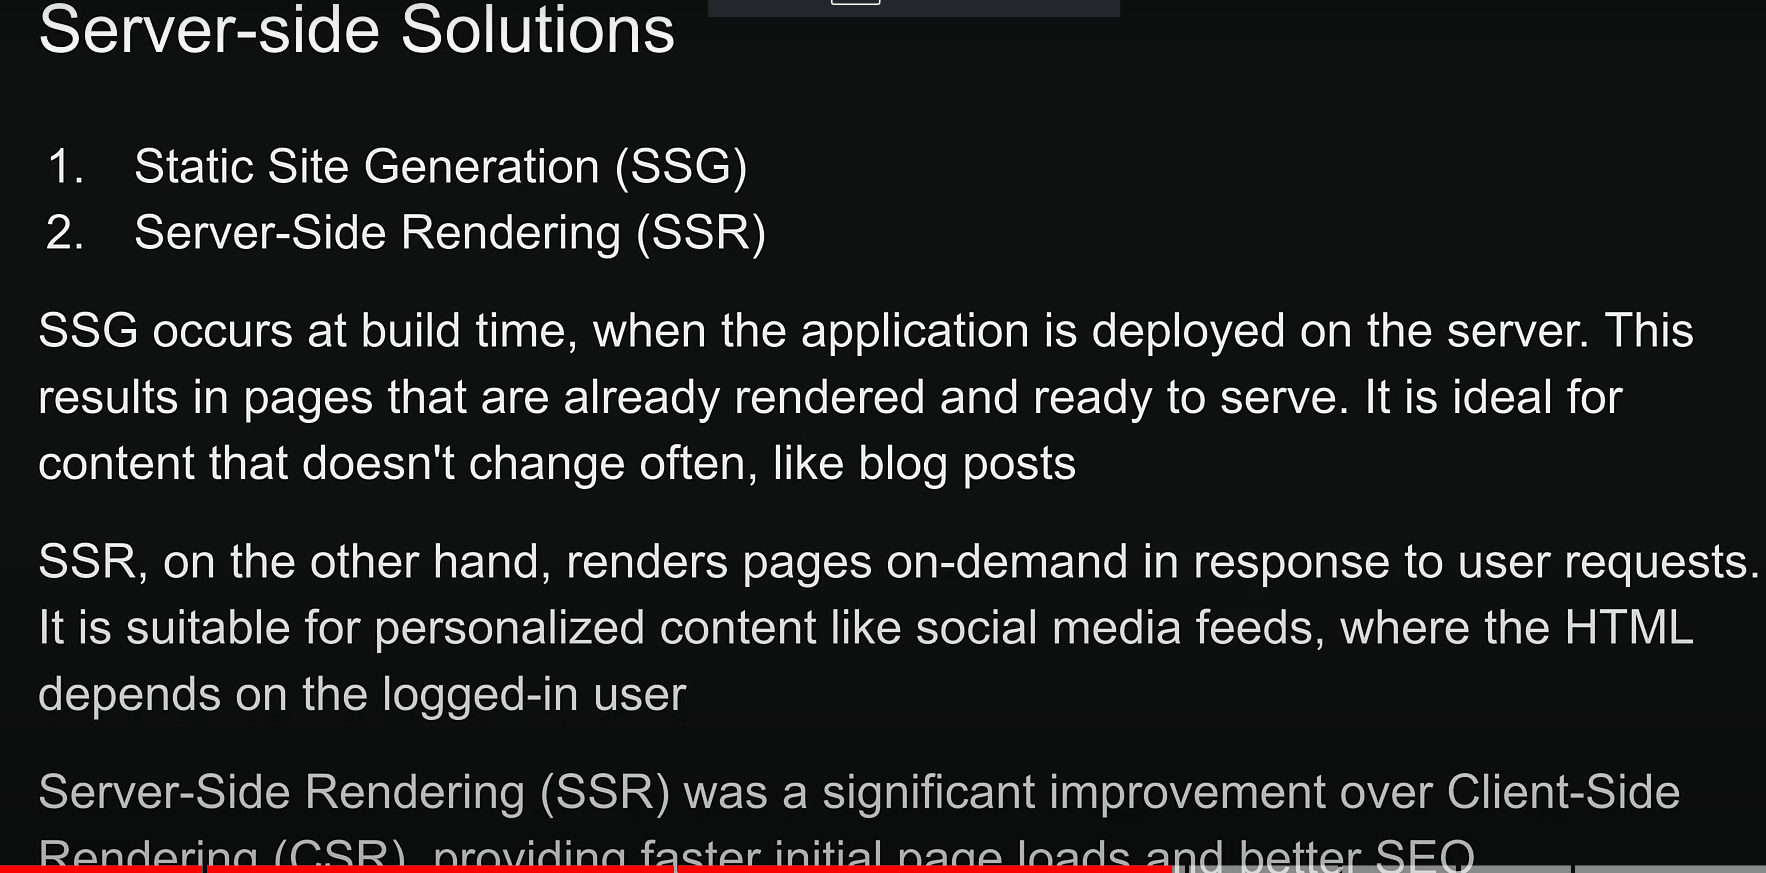 Server-side Solutions
1. Static Site Generation (SSG)
2. Server-Side Rendering (SSR)
SSG occurs at build time, when the application is deployed on the server. This
results in pages that are already rendered and ready to serve. It is ideal for
content that doesn't change often, like blog posts
SSR, on the other hand, renders pages on-demand in response to user requests.
It is suitable for personalized content like social media feeds, where the HTML
depends on the logged-in user
Server-Side Rendering (SSR) was a significant improvement over Client-Side
Rendering (CSR), providing faster initial page loads and better SEO